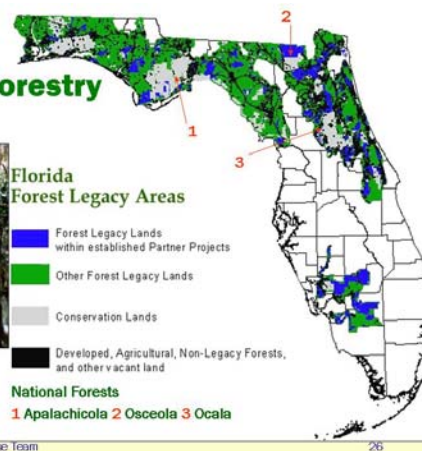 orestry
2
1
3
Florida
Forest Legacy Areas
Forest Legacy Lands
within established Partner Projects
Other Forest Legacy Lands
Conservation Lands
Developed, Agricultural, Non-Legacy Forests,
and other vacant land
National Forests
1 Apalachicola 2 Osceola 3 Ocala
e Team
26